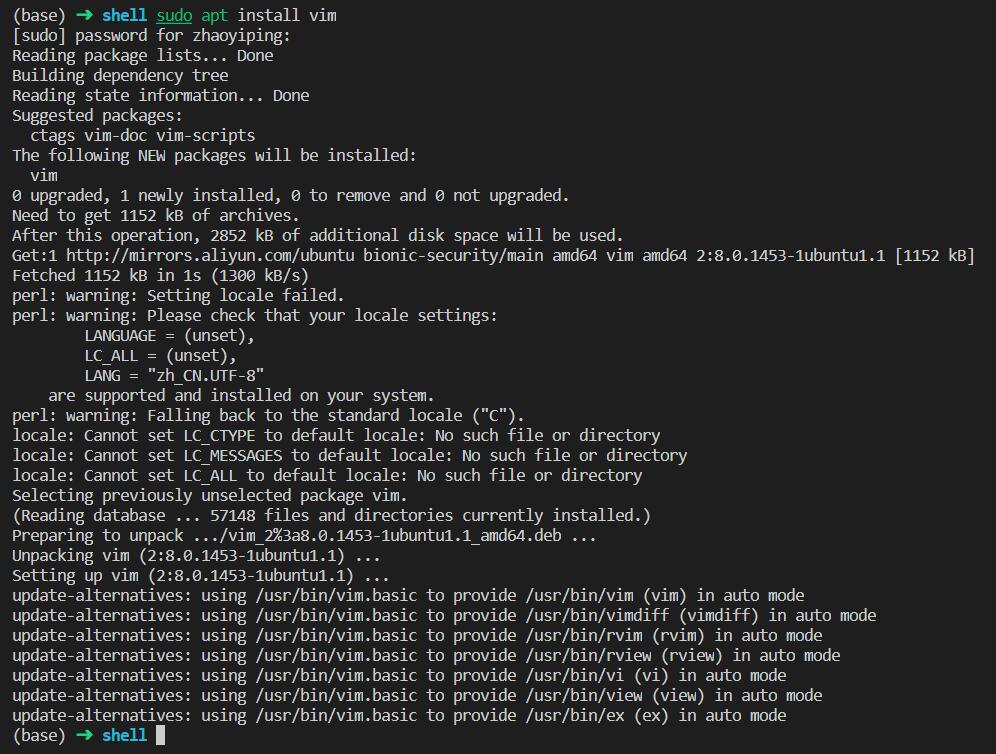 (base) ➜ shell sudo apt install vim
[sudo] password for zhaoyiping:
Reading package lists... Done
Building dependency tree
Reading state information... Done
Suggested packages:
  ctags vim-doc vim-scripts
The following NEW packages will be installed:
  vim
0 upgraded, 1 newly installed, 0 to remove and 0 not upgraded.
Need to get 1152 kB of archives.
After this operation, 2852 kB of additional disk space will be used.
Get:1 http://mirrors.aliyun.com/ubuntu bionic-security/main amd64 vim amd64 2:8.0.1453-1ubuntu1.1 [1152 kB]
Fetched 1152 kB in 1s (1300 kB/s)
perl: warning: Setting locale failed.
perl: warning: Please check that your locale settings:
        LANGUAGE = (unset),
        LC_ALL = (unset),
        LANG = "zh_CN.UTF-8"
    are supported and installed on your system.
perl: warning: Falling back to the standard locale ("C").
locale: Cannot set LC_CTYPE to default locale: No such file or directory
locale: Cannot set LC_MESSAGES to default locale: No such file or directory
locale: Cannot set LC_ALL to default locale: No such file or directory
Selecting previously unselected package vim.
(Reading database ... 57148 files and directories currently installed.)
Preparing to unpack .../vim_2%3a8.0.1453-1ubuntu1.1_amd64.deb ...
Unpacking vim (2:8.0.1453-1ubuntu1.1) ...
Setting up vim (2:8.0.1453-1ubuntu1.1) ...
update-alternatives: using /usr/bin/vim.basic to provide /usr/bin/vim (vim) in auto mode
update-alternatives: using /usr/bin/vim.basic to provide /usr/bin/vimdiff (vimdiff) in auto mode
update-alternatives: using /usr/bin/vim.basic to provide /usr/bin/rvim (rvim) in auto mode
update-alternatives: using /usr/bin/vim.basic to provide /usr/bin/rview (rview) in auto mode
update-alternatives: using /usr/bin/vim.basic to provide /usr/bin/vi (vi) in auto mode
update-alternatives: using /usr/bin/vim.basic to provide /usr/bin/view (view) in auto mode
update-alternatives: using /usr/bin/vim.basic to provide /usr/bin/ex (ex) in auto mode
(base) ➜ shell